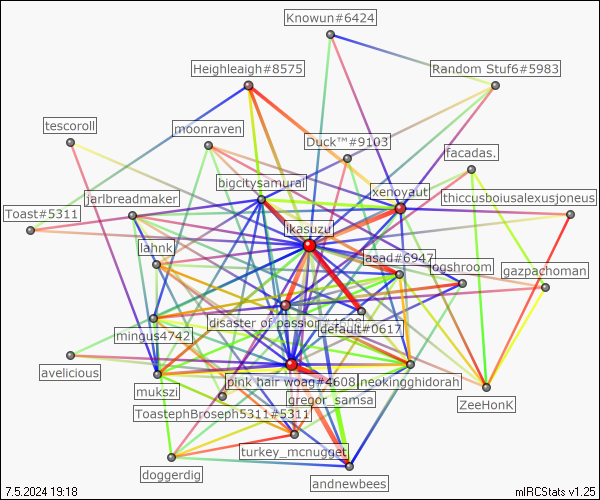 Knowun#6424
Heighleaigh#8575
Random Stuf6#5983
tescoroll
moonraven
Duck™#9103
facadas.
bigcitysamurai
xenoyaut
jarlbreadmaker
thiccusboiusalexusjoneus
Toast#5311
likasuzu
lahnk
jasad#6947
ogshroom
gazpachoman
disaster of passion
default#0617
mingus4742
avelicious
pink hair woag#4608
neokingghidorah
mukszi
gregor_samsa
ZeeHonK
ToastephBroseph5311#5311
turkey_mcnugget
doggerdig
andnewbees
7.5.2024 19:18
mIRCStats v1.25